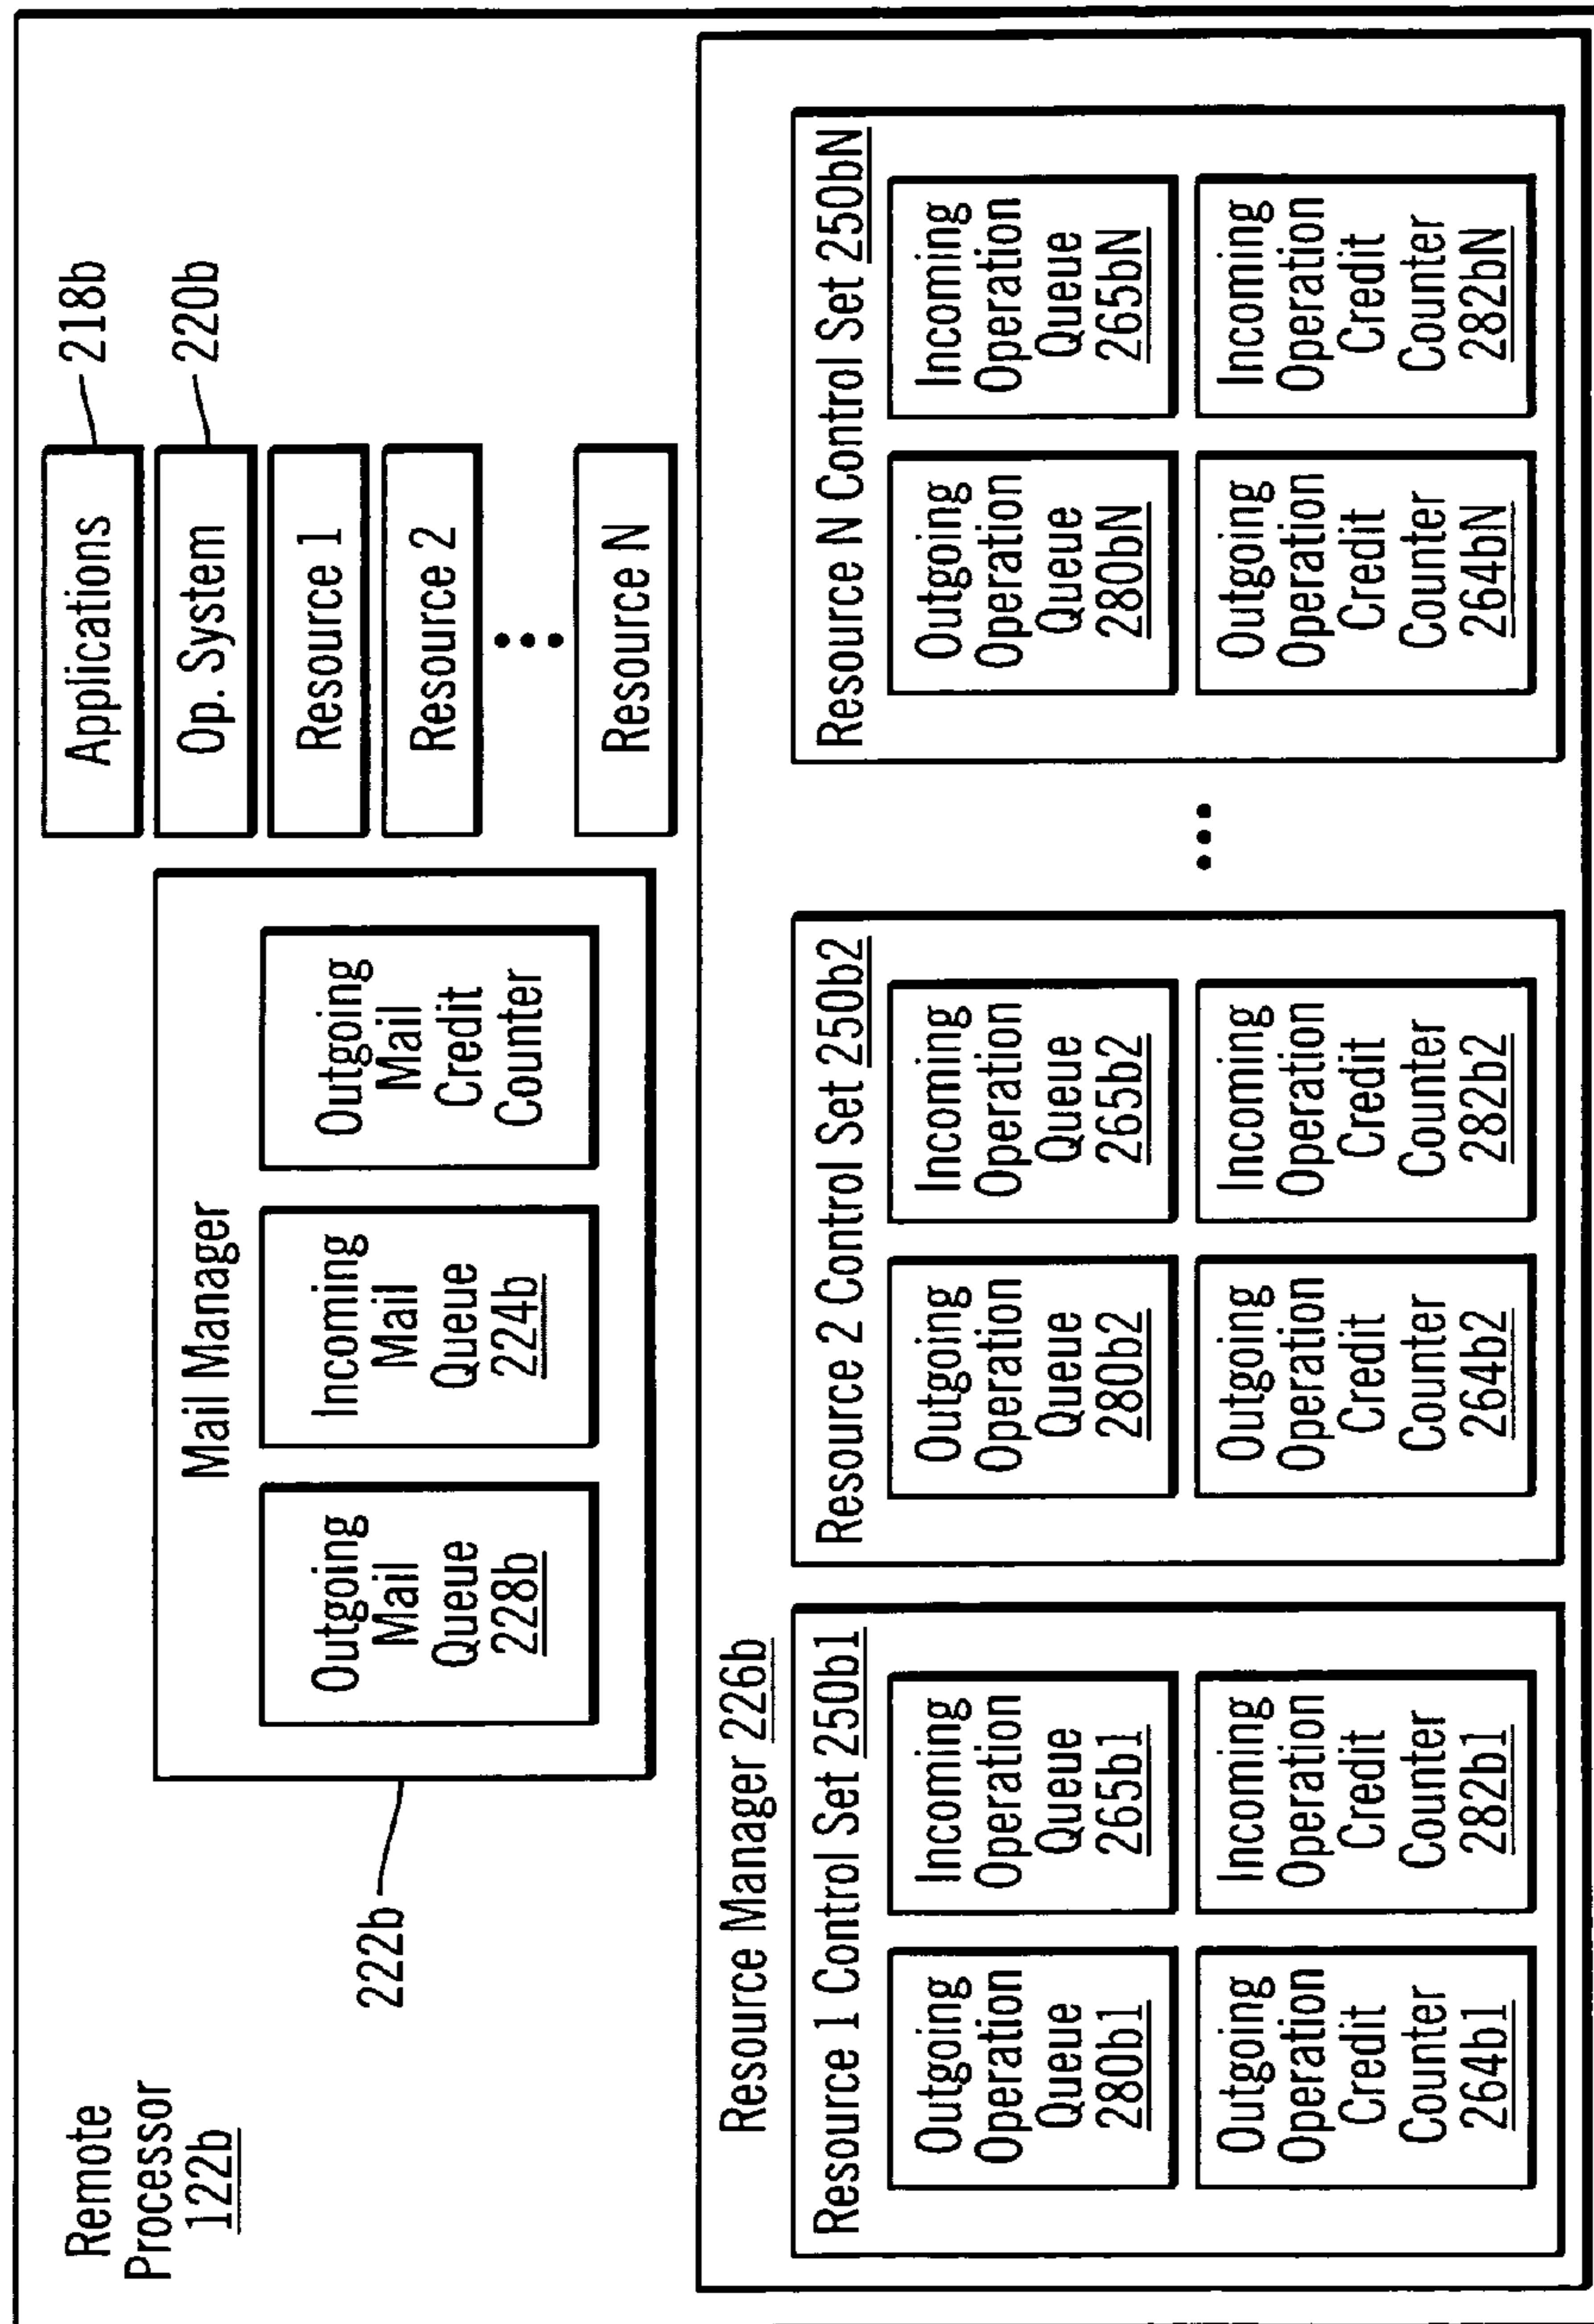 Remote
Processor
122b
222b
Mail Manager
Outgoing
Mail
Queue
228b
Incoming
Mail
Queue
224b
Outgoing
Mail
Credit
Counter
Applications
218b
Op. System
220b
Resource 1
Resource 2
Resource N
Resource Manager 226b
Resource 1 Control Set 250b1
Outgoing
Operation
Queue
280b1
Incoming
Operation
Queue
265b1
Outgoing
Operation
Credit
Counter
264b1
Incoming
Operation
Credit
Counter
282b1
Resource 2 Control Set 250b2
Outgoing
Operation
Queue
280b2
Incoming
Operation
Queue
265b2
Outgoing
Operation
Credit
Counter
264b2
Incoming
Operation
Credit
Counter
282b2
Resource N Control Set 250bN
Outgoing
Operation
Queue
280bN
Incoming
Operation
Queue
265bN
Outgoing
Operation
Credit
Counter
264bN
Incoming
Operation
Credit
Counter
282bN